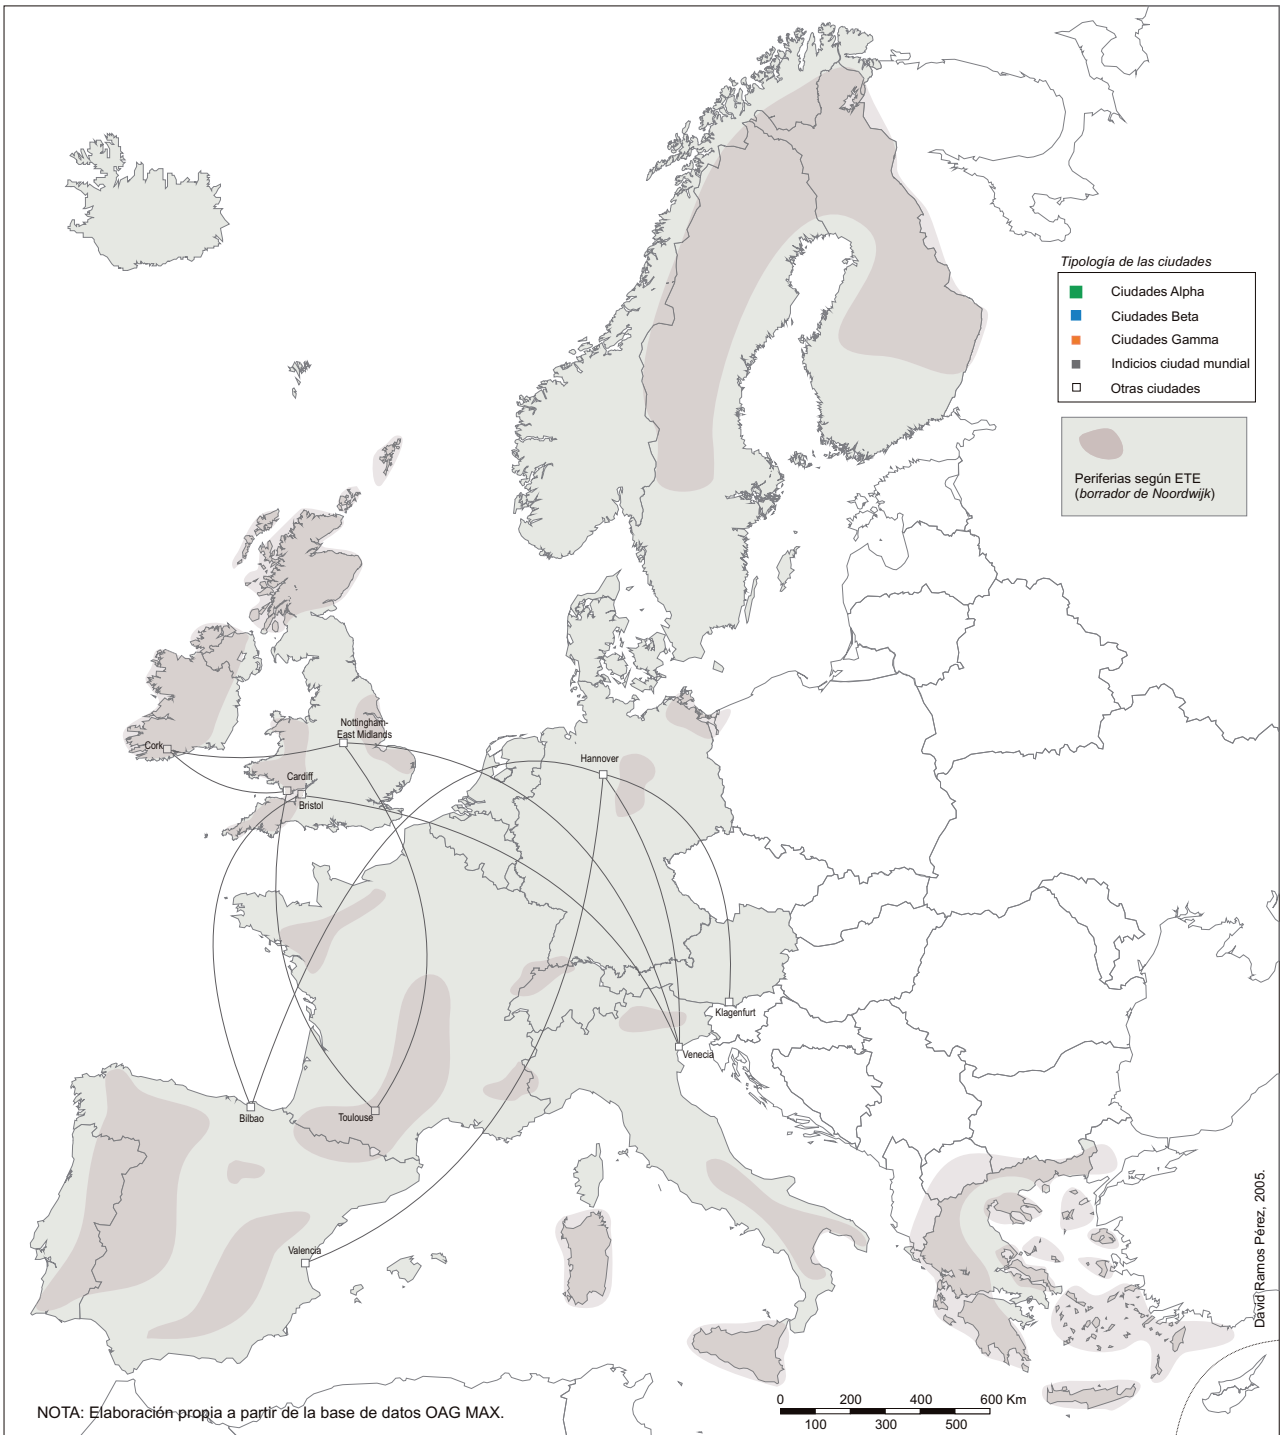 Tipología de las ciudades
Ciudades Alpha
Ciudades Beta
Ciudades Gamma
Indicios ciudad mundial
Otras ciudades
Periferias según ETE
(borrador de Noordwijk)
Nottingham-
East Midlands
Cork
Hannover
Cardiff
Bristol
Klagenfurt
Venecia
Bilbao
Toulouse
Valencia
David Ramos Pérez, 2005.
NOTA: Elaboración propia a partir de la base de datos OAG MAX.
0 200 400 600 Km
100 300 500